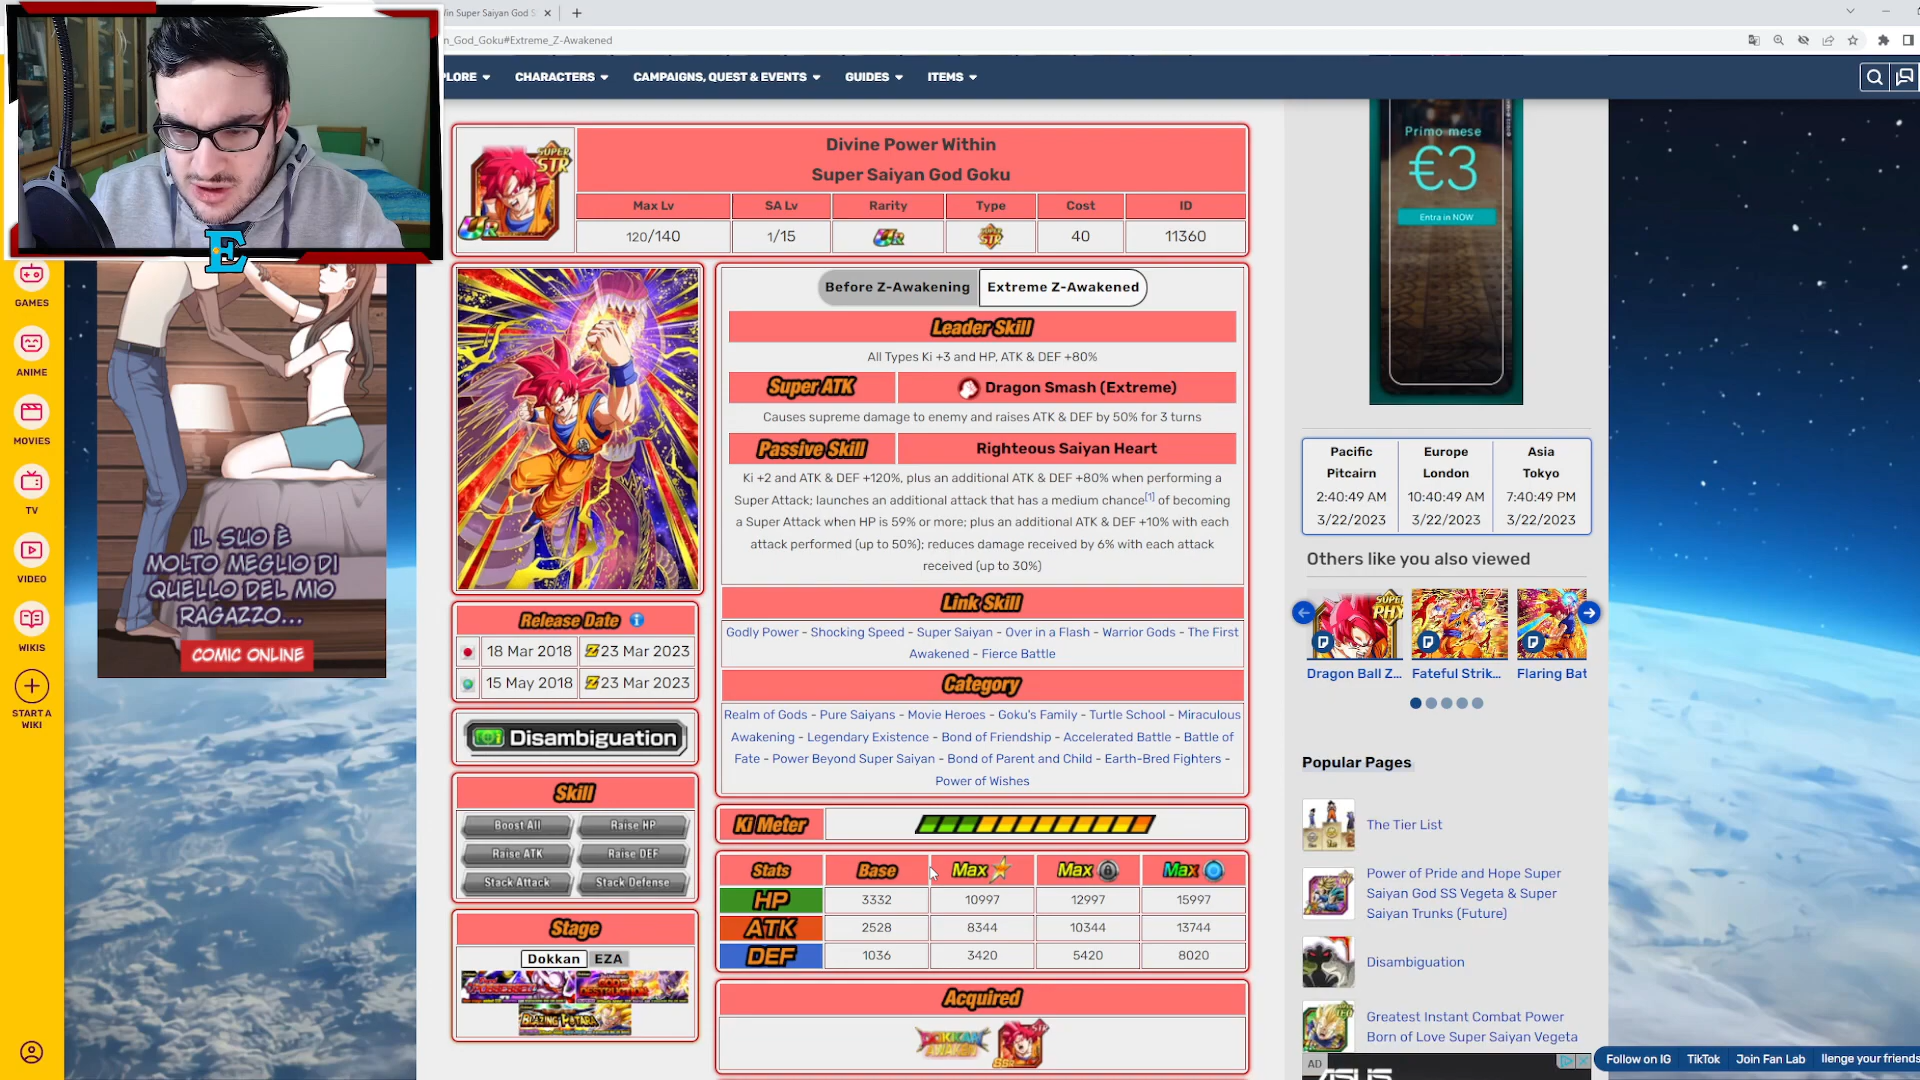 in Super Saiyan God S
n_God_Goku#Extreme_Z-Awakened
PLORE
CHARACTERS
CAMPAIGNS, QUEST & EVENTS
GUIDES
ITEMS
E
GAMES
ANIME
MOVIES
TV
VIDEO
WIKIS
START A
WIKI
IL SUO È
MOLTO MEGLIO DI
QUELLO DEL MIO
RAGAZZO...
COMIC ONLINE
SUPER
STR
UR
Divine Power Within
Super Saiyan God Goku
Max Lv
SA Lv
Rarity
Type
Cost
ID
120/140
1/15
UR
SUPER
STR
40
11360
Before Z-Awakening
Extreme Z-Awakened
Leader Skill
All Types Ki +3 and HP, ATK & DEF +80%
Super ATK
Dragon Smash (Extreme)
Causes supreme damage to enemy and raises ATK & DEF by 50% for 3 turns
Passive Skill
Righteous Saiyan Heart
Ki +2 and ATK & DEF +120%, plus an additional ATK & DEF +80% when performing a
Super Attack; launches an additional attack that has a medium chance[1] of becoming
a Super Attack when HP is 59% or more; plus an additional ATK & DEF +10% with each
attack performed (up to 50%); reduces damage received by 6% with each attack
received (up to 30%)
Link Skill
Godly Power - Shocking Speed - Super Saiyan - Over in a Flash - Warrior Gods - The First
Awakened - Fierce Battle
Category
Realm of Gods - Pure Saiyans - Movie Heroes - Goku's Family - Turtle School - Miraculous
Awakening - Legendary Existence - Bond of Friendship - Accelerated Battle - Battle of
Fate - Power Beyond Super Saiyan - Bond of Parent and Child - Earth-Bred Fighters -
Power of Wishes
Ki Meter
Stats
Base
Max
Max
Max
HP
3332
10997
12997
15997
ATK
2528
8344
10344
13744
DEF
1036
3420
5420
8020
Acquired
DOKKAN
AWAKEN
Release Date
18 Mar 2018
Z 23 Mar 2023
15 May 2018
Z 23 Mar 2023
Disambiguation
Skill
Boost All
Raise HP
Raise ATK
Raise DEF
Stack Attack
Stack Defense
Stage
Dokkan
EZA
BLAZING POTARA
Primo mese
€3
Entra in NOW
Pacific
Pitcairn
2:40:49 AM
3/22/2023
Europe
London
10:40:49 AM
3/22/2023
Asia
Tokyo
7:40:49 PM
3/22/2023
Others like you also viewed
SUPER
PHY
Dragon Ball Z...
Fateful Strik...
Flaring Bat
Popular Pages
The Tier List
Power of Pride and Hope Super
Saiyan God SS Vegeta & Super
Saiyan Trunks (Future)
Disambiguation
Greatest Instant Combat Power
Born of Love Super Saiyan Vegeta
AD
ASUS
Follow on IG
TikTok
Join Fan Lab
llenge your friends